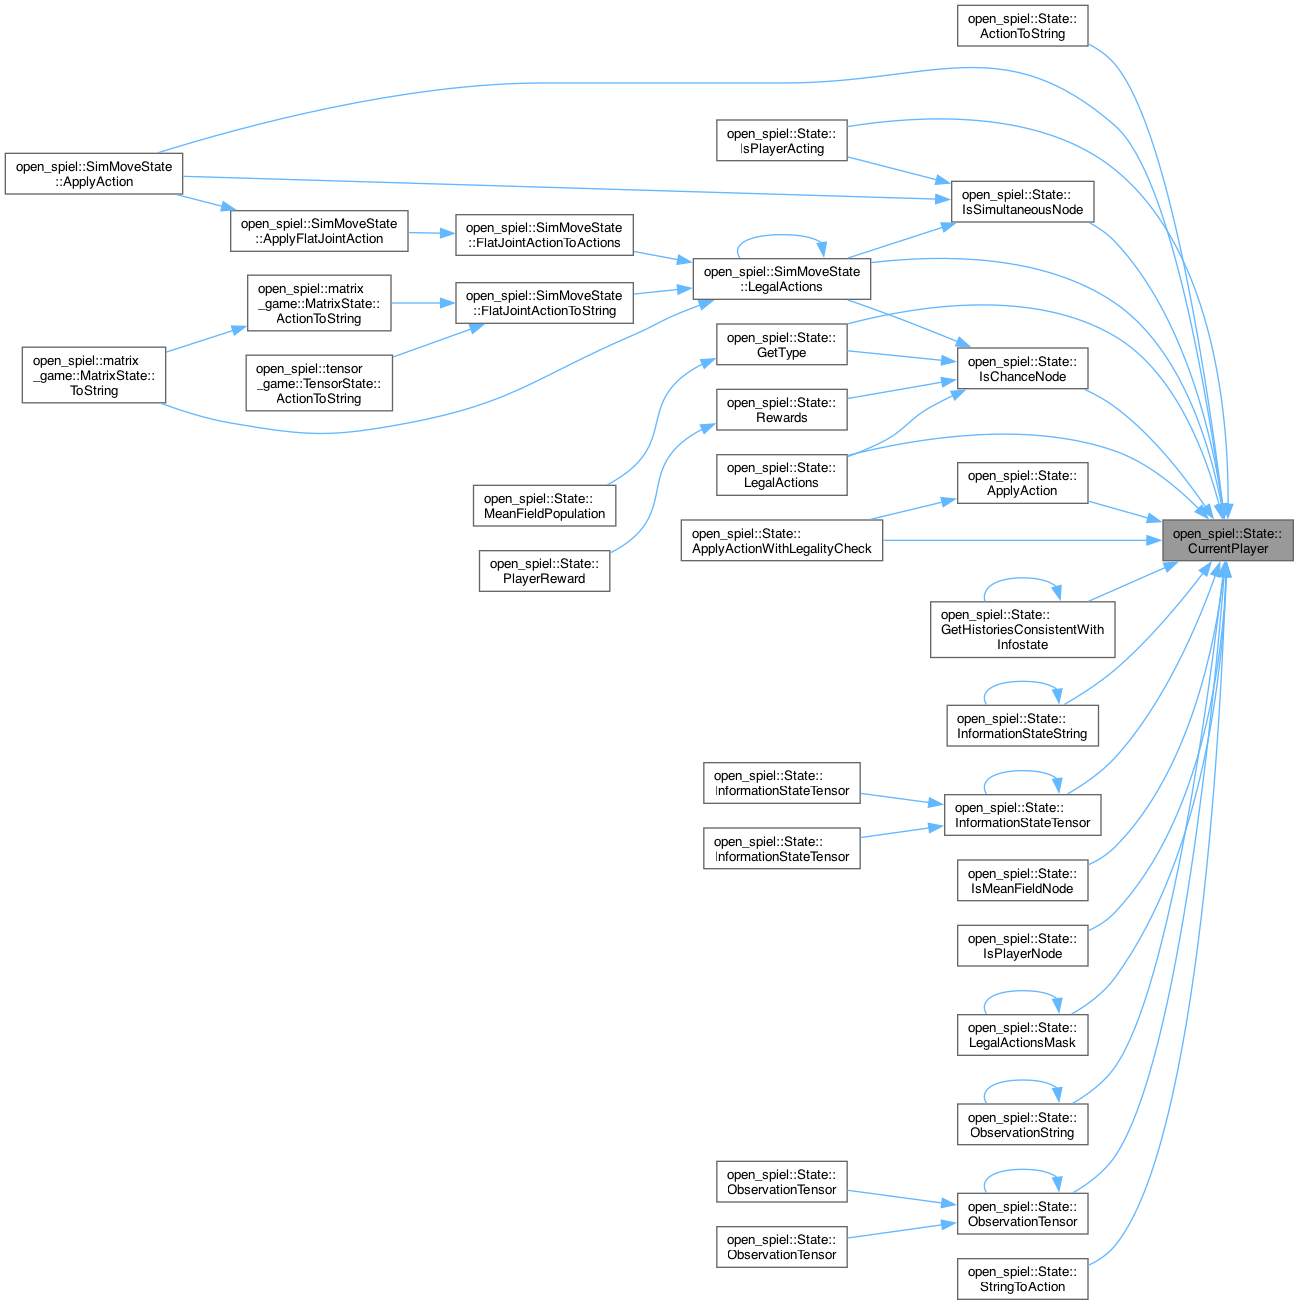 open_spiel::State::
ActionToString
open_spiel::State::
IsPlayerActing
open_spiel::SimMoveState
::ApplyAction
open_spiel::State::
IsSimultaneousNode
open_spiel::SimMoveState
::ApplyFlatJointAction
open_spiel::SimMoveState
::FlatJointActionToActions
open_spiel::SimMoveState
::LegalActions
open_spiel::matrix
_game::MatrixState::
ActionToString
open_spiel::SimMoveState
::FlatJointActionToString
open_spiel::State::
GetType
open_spiel::matrix
_game::MatrixState::
ToString
open_spiel::State::
IsChanceNode
open_spiel::tensor
_game::TensorState::
ActionToString
open_spiel::State::
Rewards
open_spiel::State::
LegalActions
open_spiel::State::
ApplyAction
open_spiel::State::
MeanFieldPopulation
open_spiel::State::
ApplyActionWithLegalityCheck
open_spiel::State::
CurrentPlayer
open_spiel::State::
PlayerReward
open_spiel::State::
GetHistoriesConsistentWith
Infostate
open_spiel::State::
InformationStateString
open_spiel::State::
InformationStateTensor
open_spiel::State::
InformationStateTensor
open_spiel::State::
InformationStateTensor
open_spiel::State::
IsMeanFieldNode
open_spiel::State::
IsPlayerNode
open_spiel::State::
LegalActionsMask
open_spiel::State::
ObservationString
open_spiel::State::
ObservationTensor
open_spiel::State::
ObservationTensor
open_spiel::State::
ObservationTensor
open_spiel::State::
StringToAction